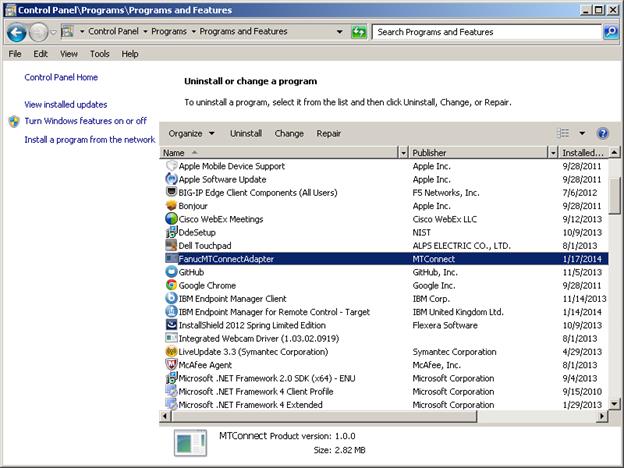 Control Panel\Programs\Programs and Features
Control Panel Programs Programs and Features Search Programs and Features
File Edit View Tools Help
Control Panel Home
Uninstall or change a program
View installed updates
To uninstall a program, select it from the list and then click Uninstall, Change, or Repair.
Turn Windows features on or off
Install a program from the network
Organize Uninstall Change Repair
Name Publisher Installed...
Apple Mobile Device Support Apple Inc. 9/28/2011
Apple Software Update Apple Inc. 9/28/2011
BIG-IP Edge Client Components (All Users) F5 Networks, Inc. 7/6/2012
Bonjour Apple Inc. 9/28/2011
Cisco WebEx Meetings Cisco WebEx LLC 9/12/2013
DdeSetup NIST 10/9/2013
Dell Touchpad ALPS ELECTRIC CO., LTD. 8/1/2013
FanucMTConnectAdapter MTConnect 1/17/2014
GitHub GitHub, Inc. 11/5/2013
Google Chrome Google Inc. 9/28/2011
IBM Endpoint Manager Client IBM Corp. 11/14/2013
IBM Endpoint Manager for Remote Control - Target IBM United Kingdom Ltd. 1/14/2014
InstallShield 2012 Spring Limited Edition Flexera Software 10/9/2013
Integrated Webcam Driver (1.03.02.0919) 8/1/2013
LiveUpdate 3.3 (Symantec Corporation) Symantec Corporation 4/29/2013
McAfee Agent McAfee, Inc. 8/1/2013
Microsoft .NET Framework 2.0 SDK (x64) - ENU Microsoft Corporation 9/4/2013
Microsoft .NET Framework 4 Client Profile Microsoft Corporation 9/15/2010
Microsoft .NET Framework 4 Extended Microsoft Corporation 1/29/2013
MTConnect Product version: 1.0.0
Size: 2.82 MB